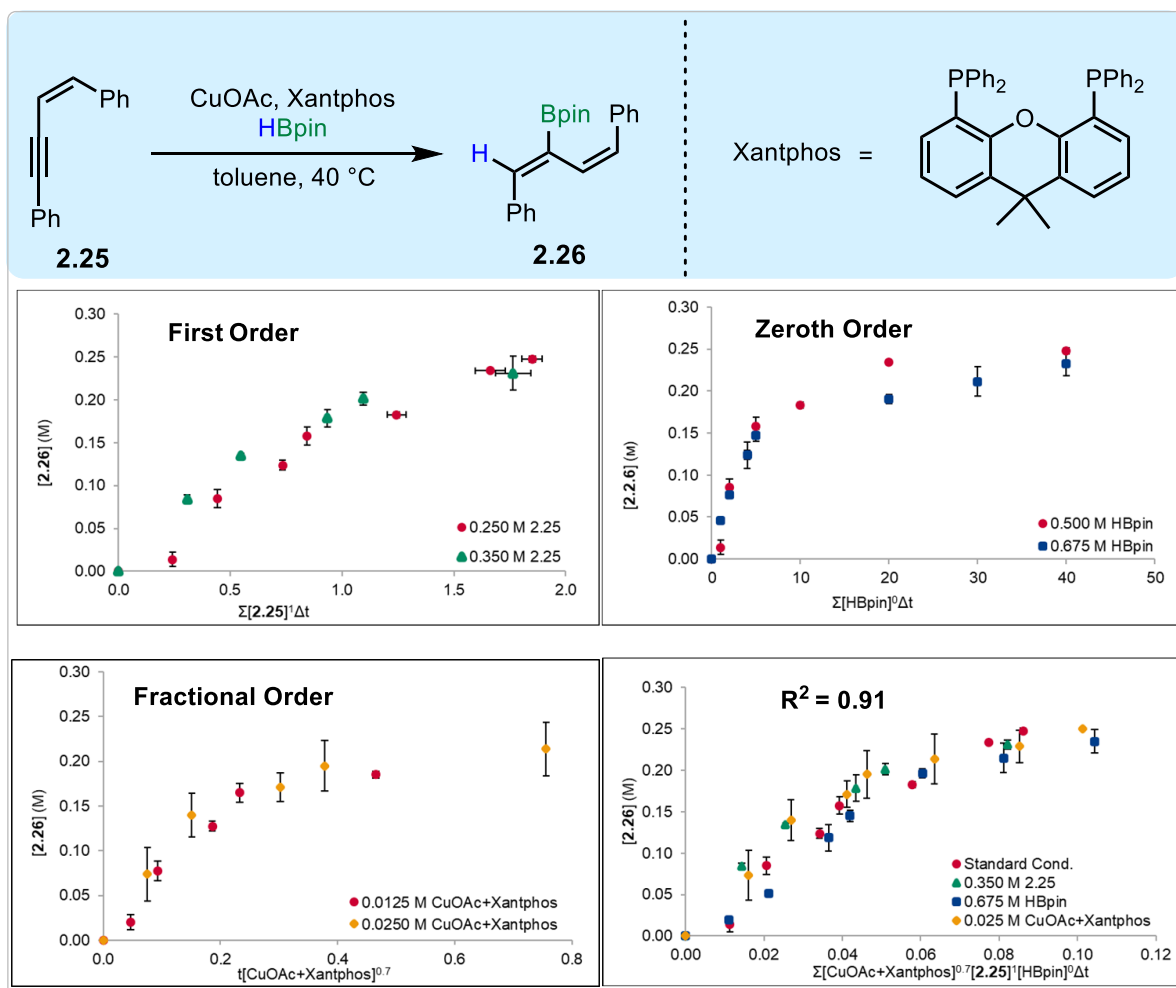 Ph
Ph
2.25
CuOAc, Xantphos
HBpin
toluene, 40 °C
Bpin
Ph
H
Ph
2.26
Xantphos =
PPh2
PPh2
O
First Order
0.30
0.25
0.20
0.15
0.10
0.05
0.00
[2.26] (M)
0.250 M 2.25
0.350 M 2.25
0.0
0.5
1.0
1.5
2.0
Σ[2.25]¹Δt
Zeroth Order
0.30
0.25
0.20
0.15
0.10
0.05
0.00
[2.2.6] (M)
0.500 M HBpin
0.675 M HBpin
0
10
20
30
40
50
Σ[HBpin]⁰Δt
Fractional Order
0.30
0.25
0.20
0.15
0.10
0.05
0.00
[2.26] (M)
0.0125 M CuOAc+Xantphos
0.0250 M CuOAc+Xantphos
0.0
0.2
0.4
0.6
0.8
t[CuOAc+Xantphos]⁰·⁷
R² = 0.91
0.30
0.25
0.20
0.15
0.10
0.05
0.00
[2.26] (M)
Standard Cond.
0.350 M 2.25
0.675 M HBpin
0.025 M CuOAc+Xantphos
0.00
0.02
0.04
0.06
0.08
0.10
0.12
Σ[CuOAc+Xantphos]⁰·⁷[2.25]¹[HBpin]⁰Δt